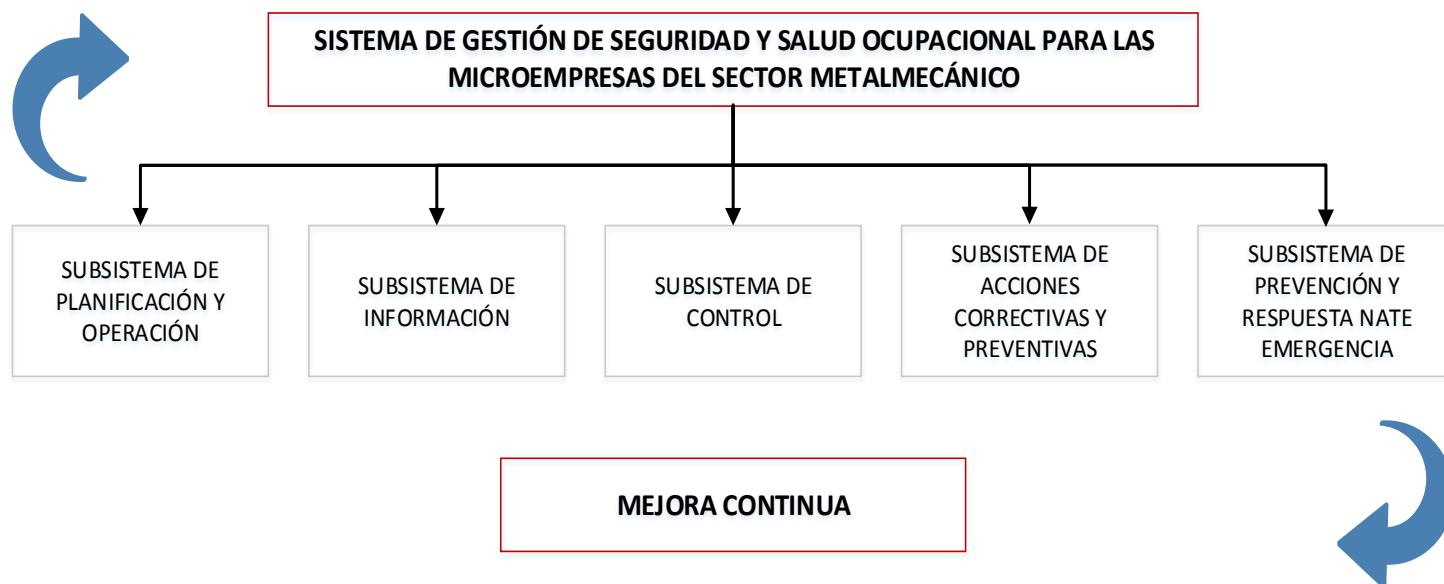 SISTEMA DE GESTIÓN DE SEGURIDAD Y SALUD OCUPACIONAL PARA LAS
MICROEMPRESAS DEL SECTOR METALMECÁNICO
SUBSISTEMA DE
PLANIFICACIÓN Y
OPERACIÓN
SUBSISTEMA DE
INFORMACIÓN
SUBSISTEMA DE
CONTROL
SUBSISTEMA DE
ACCIONES
CORRECTIVAS Y
PREVENTIVAS
SUBSISTEMA DE
PREVENCIÓN Y
RESPUESTA NATE
EMERGENCIA
MEJORA CONTINUA